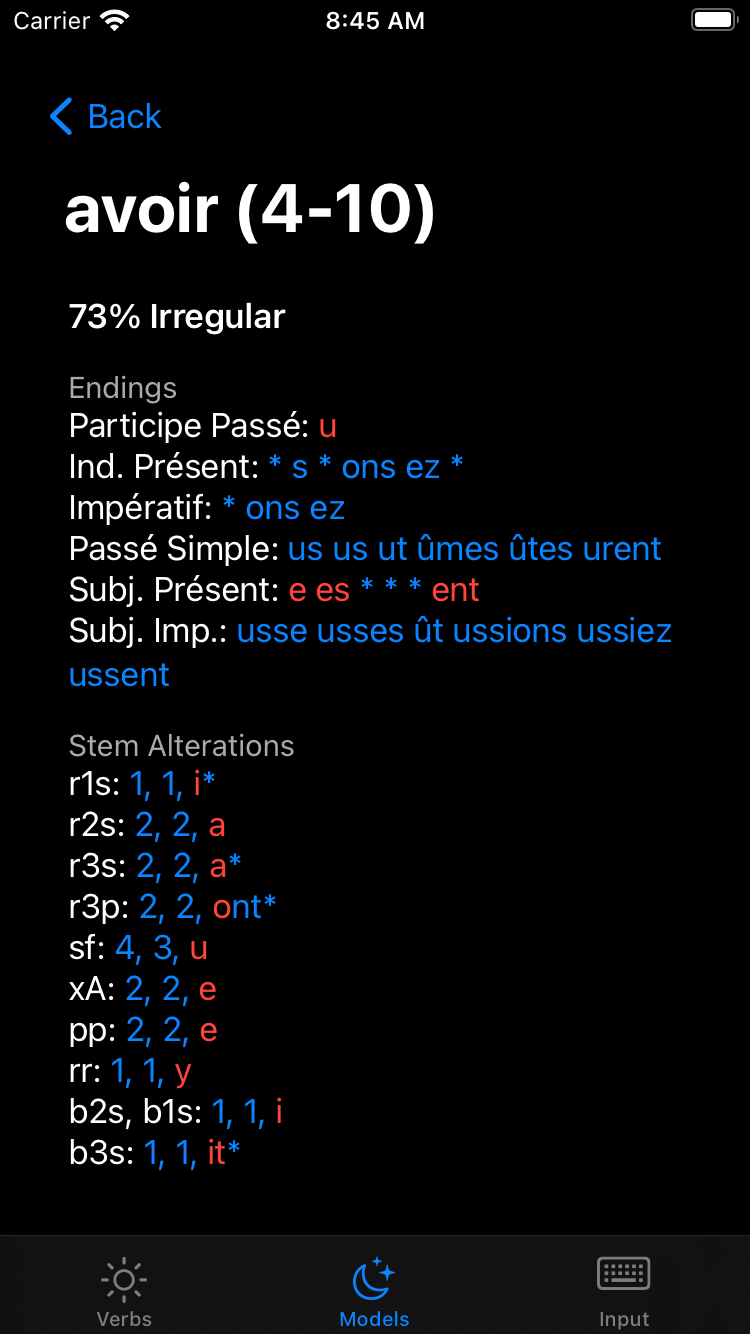 Carrier 8:45 AM
Back
avoir (4-10)
73% Irregular
Endings
Participe Passé: u
Ind. Présent: * s * ons ez *
Impératif: * ons ez
Passé Simple: us us ut ûmes ûtes urent
Subj. Présent: e es * * * ent
Subj. Imp.: usse usses ût ussions ussiez
ussent
Stem Alterations
r1s: 1, 1, i*
r2s: 2, 2, a
r3s: 2, 2, a*
r3p: 2, 2, ont*
sf: 4, 3, u
xA: 2, 2, e
pp: 2, 2, e
rr: 1, 1, y
b2s, b1s: 1, 1, i
b3s: 1, 1, it*
Verbs Models Input